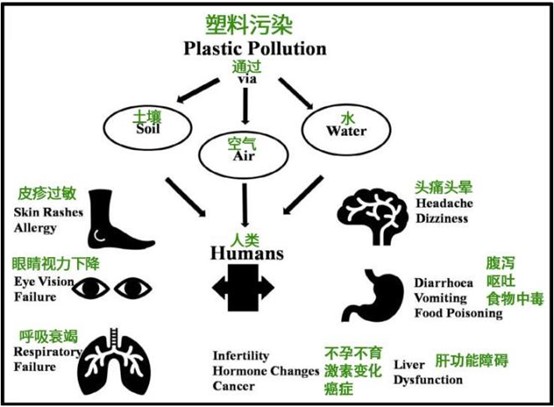 塑料污染
Plastic Pollution
通过
via
土壤
Soil
空气
Air
水
Water
皮疹过敏
Skin Rashes
Allergy
头痛头晕
Headache
Dizziness
人类
Humans
眼睛视力下降
Eye Vision
Failure
腹泻
呕吐
食物中毒
Diarrhoea
Vomiting
Food Poisoning
呼吸衰竭
Respiratory
Failure
Infertility
Hormone Changes
Cancer
不孕不育
激素变化
癌症
Liver
Dysfunction
肝功能障碍